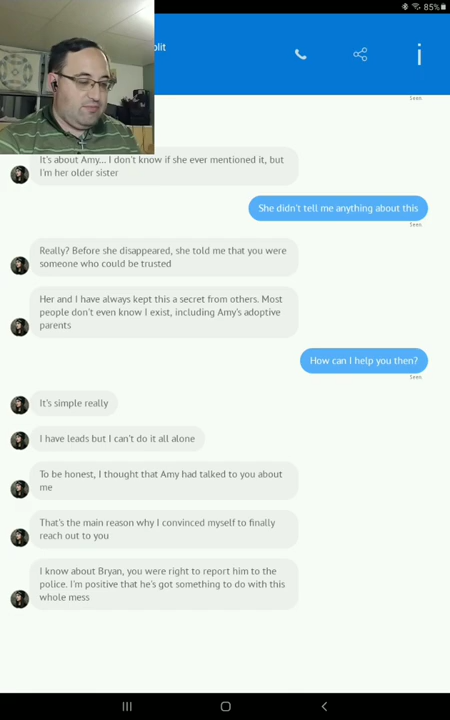 85%
plit
Seen
It's about Amy... I don't know if she ever mentioned it, but
I'm her older sister
She didn't tell me anything about this
Seen
Really? Before she disappeared, she told me that you were
someone who could be trusted
Her and I have always kept this a secret from others. Most
people don't even know I exist, including Amy's adoptive
parents
How can I help you then?
Seen
It's simple really
I have leads but I can't do it all alone
To be honest, I thought that Amy had talked to you about
me
That's the main reason why I convinced myself to finally
reach out to you
I know about Bryan, you were right to report him to the
police. I'm positive that he's got something to do with this
whole mess